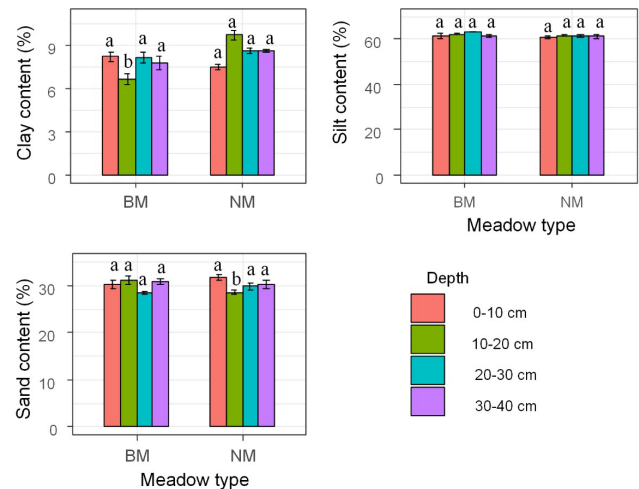 Clay content (%)
9
6
3
0
a
b
a
a
a
a
a
a
BM
NM
Silt content (%)
60
40
20
0
a
a
a
a
a
a
a
a
BM
NM
Meadow type
Sand content (%)
30
20
10
0
a
a
a
a
a
b
a
a
BM
NM
Meadow type
Depth
0-10 cm
10-20 cm
20-30 cm
30-40 cm